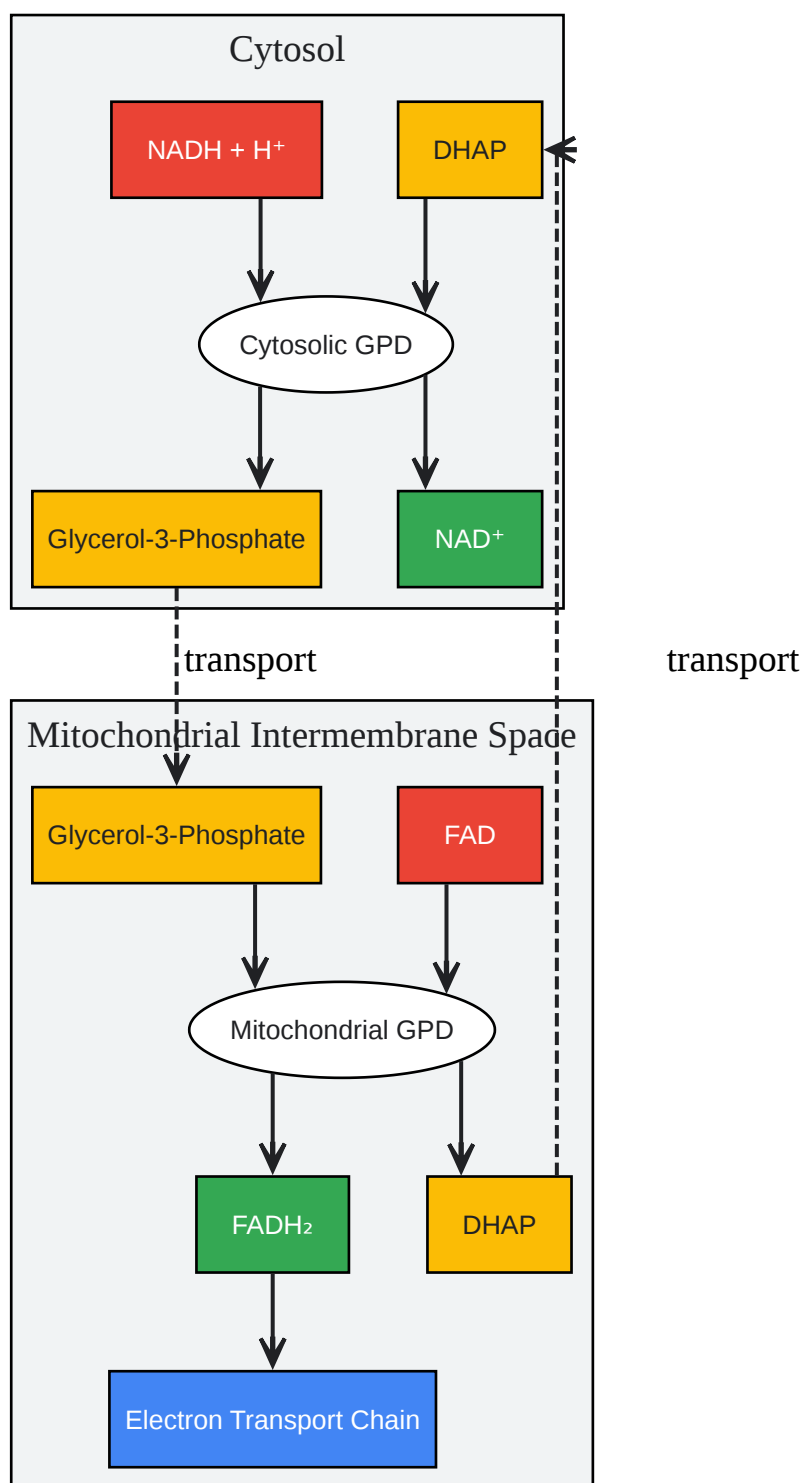 Cytosol
NADH + H⁺
DHAP
Cytosolic GPD
Glycerol-3-Phosphate
NAD⁺
transport
transport
Mitochondrial Intermembrane Space
Glycerol-3-Phosphate
FAD
Mitochondrial GPD
FADH₂
DHAP
Electron Transport Chain